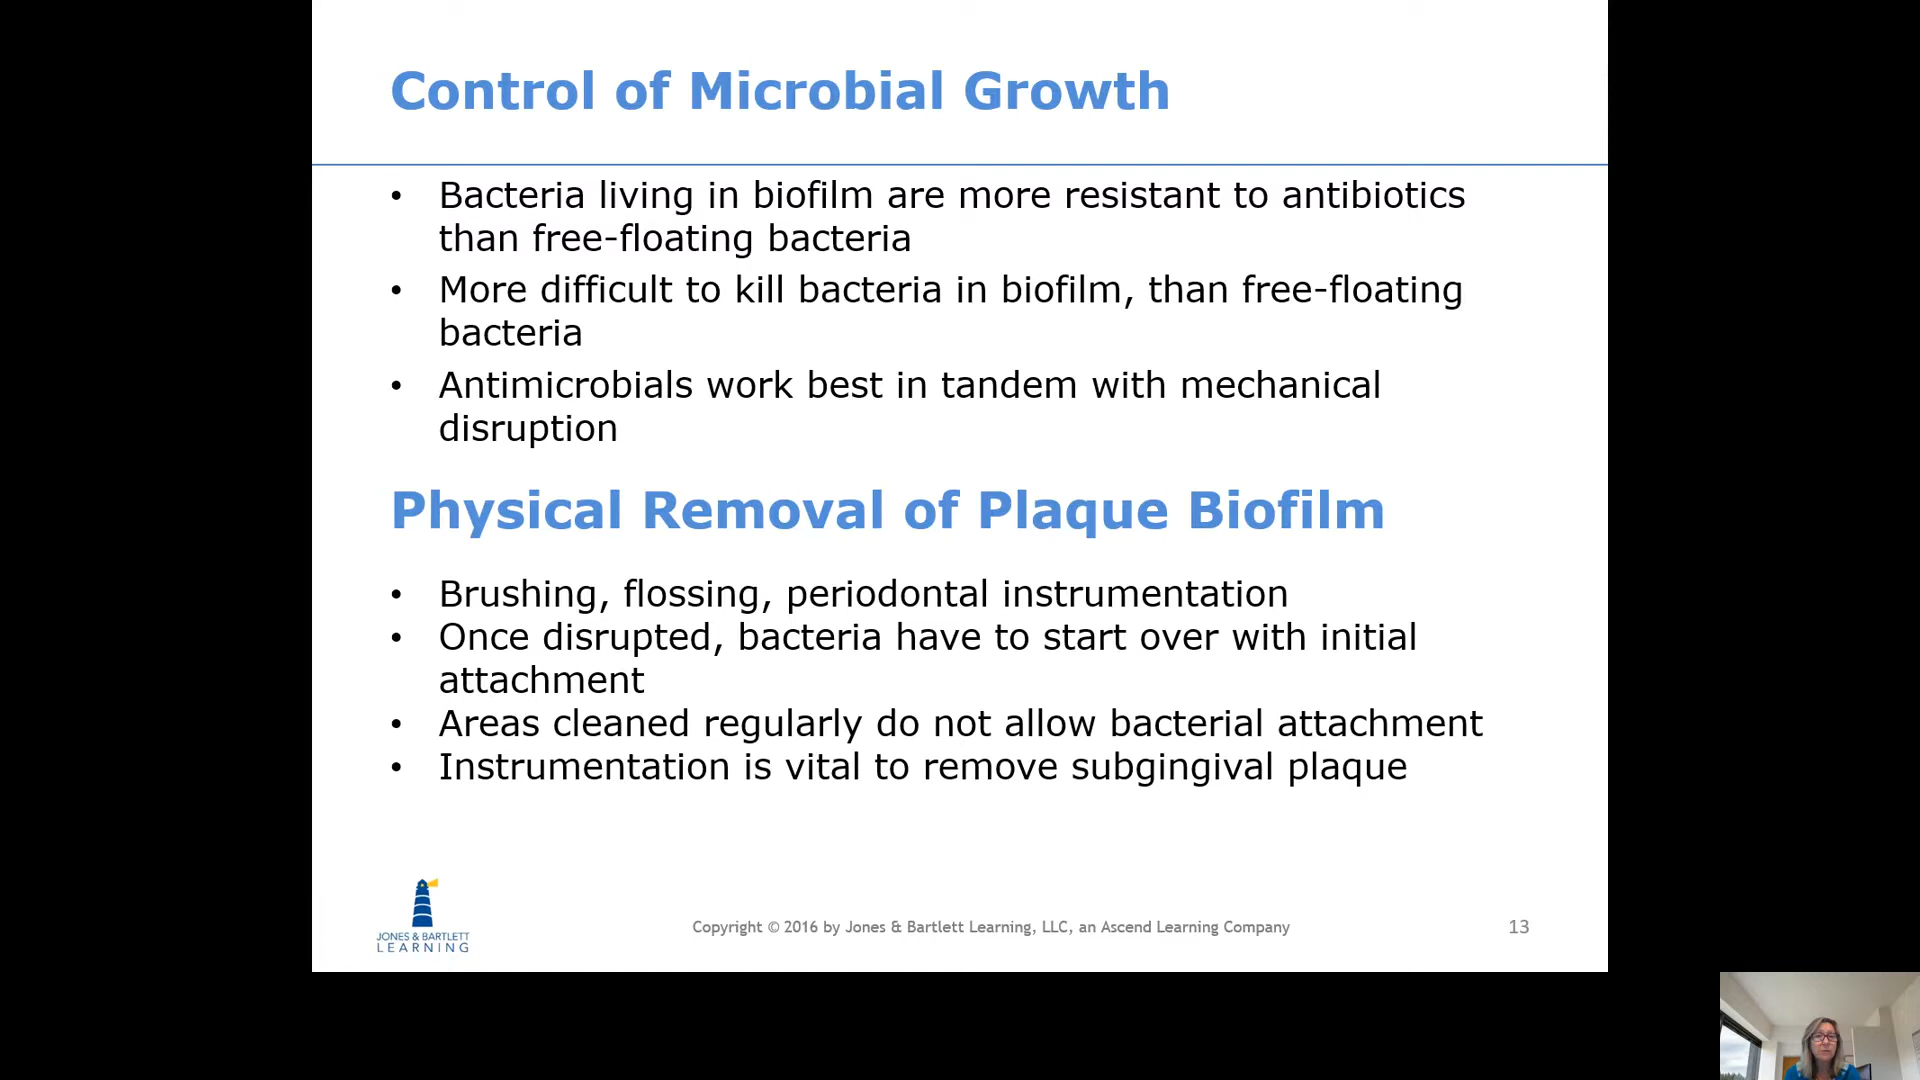 Control of Microbial Growth
• Bacteria living in biofilm are more resistant to antibiotics
than free-floating bacteria
• More difficult to kill bacteria in biofilm, than free-floating
bacteria
• Antimicrobials work best in tandem with mechanical
disruption
Physical Removal of Plaque Biofilm
• Brushing, flossing, periodontal instrumentation
• Once disrupted, bacteria have to start over with initial
attachment
• Areas cleaned regularly do not allow bacterial attachment
• Instrumentation is vital to remove subgingival plaque
JONES & BARTLETT
LEARNING
Copyright © 2016 by Jones & Bartlett Learning, LLC, an Ascend Learning Company
13